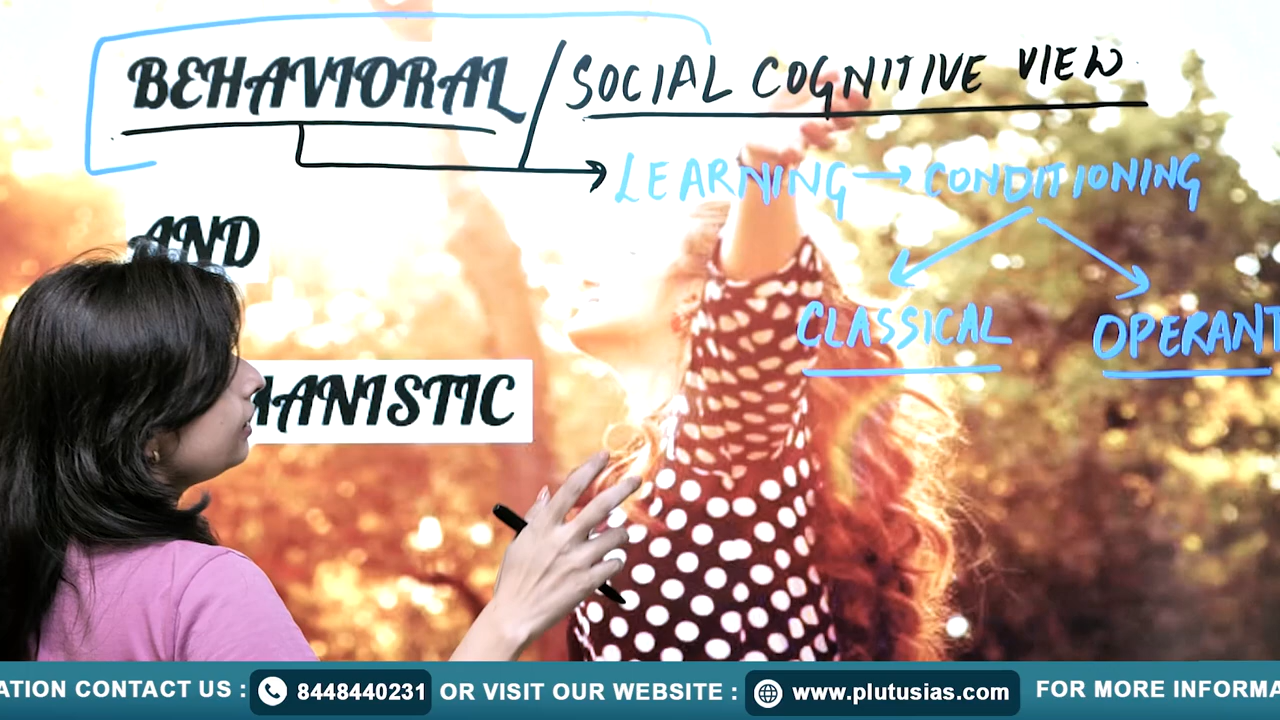 BEHAVIORAL / SOCIAL COGNITIVE VIEW
LEARNING → CONDITIONING
AND
CLASSICAL OPERANT
HANISTIC
ATION CONTACT US : 8448440231 OR VISIT OUR WEBSITE : www.plutusias.com FOR MORE INFORMA